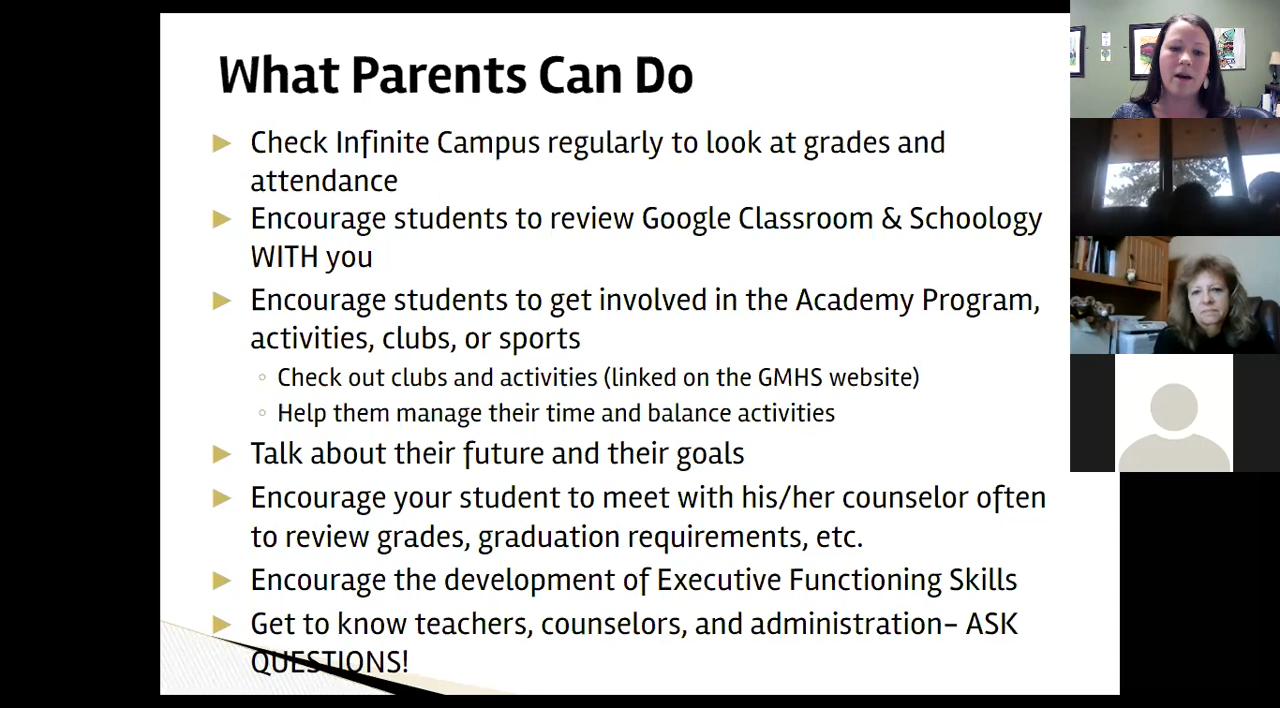 What Parents Can Do
Check Infinite Campus regularly to look at grades and
attendance
Encourage students to review Google Classroom & Schoology
WITH you
Encourage students to get involved in the Academy Program,
activities, clubs, or sports
Check out clubs and activities (linked on the GMHS website)
Help them manage their time and balance activities
Talk about their future and their goals
Encourage your student to meet with his/her counselor often
to review grades, graduation requirements, etc.
Encourage the development of Executive Functioning Skills
Get to know teachers, counselors, and administration– ASK
QUESTIONS!